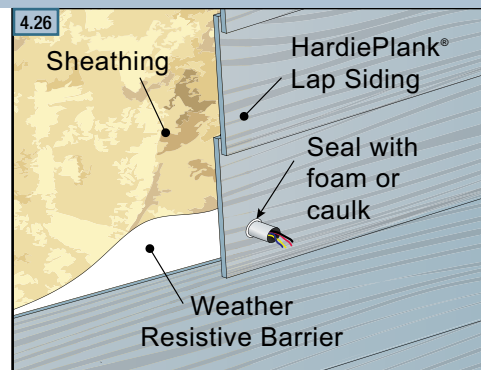 4.26
Sheathing
HardiePlank®
Lap Siding
Seal with
foam or
caulk
Weather
Resistive Barrier